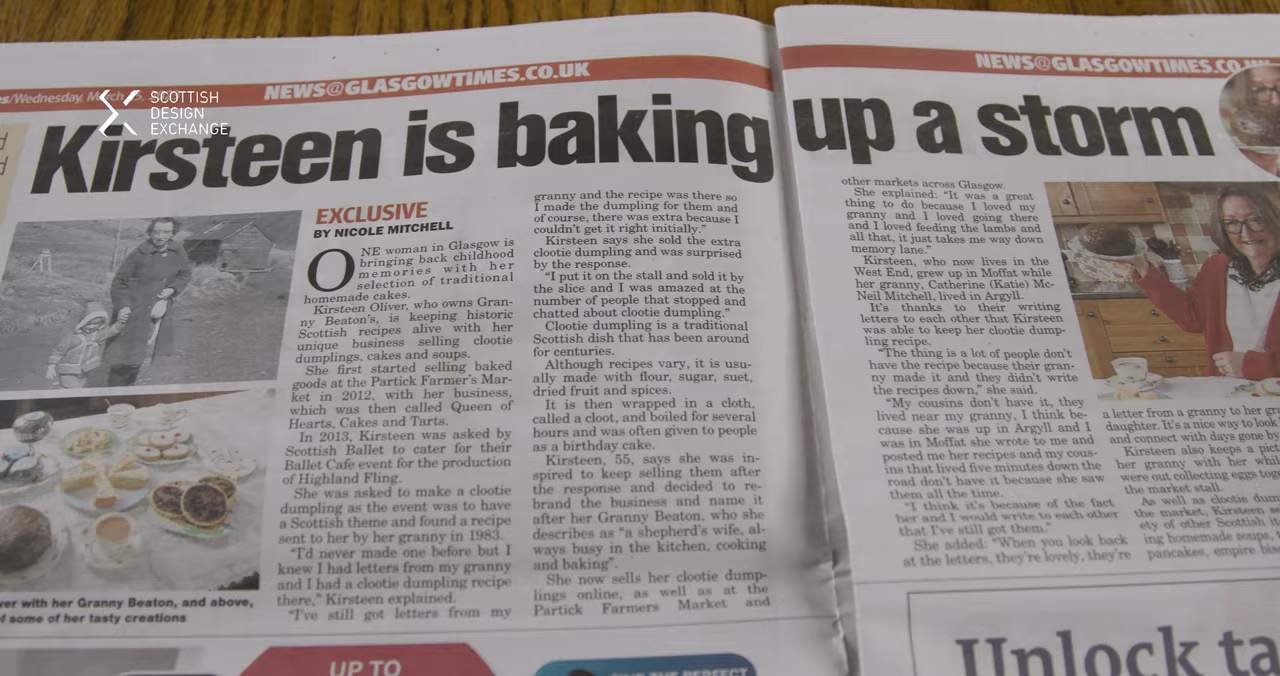 NEWS@GLASGOWTIMES.CO.UK
NEWS@GLASGOWTIMES.CO.UK
s/Wednesday, March
SCOTTISH
DESIGN
EXCHANGE
Kirsteen is baking up a storm
EXCLUSIVE
BY NICOLE MITCHELL
ONE woman in Glasgow is
bringing back childhood
memories with her
selection of traditional
homemade cakes.
Kirsteen Oliver, who owns Gran-
ny Beaton's, is keeping historic
Scottish recipes alive with her
unique business selling clootie
dumplings, cakes and soups.
She first started selling baked
goods at the Partick Farmer's Mar-
ket in 2012, with her business,
which was then called Queen of
Hearts, Cakes and Tarts.
In 2013, Kirsteen was asked by
Scottish Ballet to cater for their
Ballet Cafe event for the production
of Highland Fling.
She was asked to make a clootie
dumpling as the event was to have
a Scottish theme and found a recipe
sent to her by her granny in 1983.
"I'd never made one before but I
knew I had letters from my granny
and I had a clootie dumpling recipe
there," Kirsteen explained.
"I've still got letters from my
granny and the recipe was there so
I made the dumpling for them and
of course, there was extra because I
couldn't get it right initially."
Kirsteen says she sold the extra
clootie dumpling and was surprised
by the response.
"I put it on the stall and sold it by
the slice and I was amazed at the
number of people that stopped and
chatted about clootie dumpling."
Clootie dumpling is a traditional
Scottish dish that has been around
for centuries.
Although recipes vary, it is usu-
ally made with flour, sugar, suet,
dried fruit and spices.
It is then wrapped in a cloth,
called a cloot, and boiled for several
hours and was often given to people
as a birthday cake.
Kirsteen, 55, says she was in-
spired to keep selling them after
the response and decided to re-
brand the business and name it
after her Granny Beaton, who she
describes as "a shepherd's wife, al-
ways busy in the kitchen, cooking
and baking".
She now sells her clootie dump-
lings online, as well as at the
Partick Farmers Market and
other markets across Glasgow.
She explained: "It was a great
thing to do because I loved my
granny and I loved going there
and I loved feeding the lambs and
all that, it just takes me way down
memory lane."
Kirsteen, who now lives in the
West End, grew up in Moffat while
her granny, Catherine (Katie) Mc-
Neil Mitchell, lived in Argyll.
It's thanks to their writing
letters to each other that Kirsteen
was able to keep her clootie dump-
ling recipe.
"The thing is a lot of people don't
have the recipe because their gran-
ny made it and they didn't write
the recipes down," she said.
"My cousins don't have it, they
lived near my granny, I think be-
cause she was up in Argyll and I
was in Moffat she wrote to me and
posted me her recipes and my cous-
ins that lived five minutes down the
road don't have it because she saw
them all the time.
"I think it's because of the fact
her and I would write to each other
that I've still got them."
She added: "When you look back
at the letters, they're lovely, they're
a letter from a granny to her gr
daughter. It's a nice way to look
and connect with days gone by
Kirsteen also keeps a pict
her granny with her whil
were out collecting eggs tog
the market stall.
As well as clootie dum
the market, Kirsteen se
ety of other Scottish it
ing homemade soups, t
pancakes, empire bis
ver with her Granny Beaton, and above,
f some of her tasty creations
UP TO
FIND THE PERFECT
Unlock ta